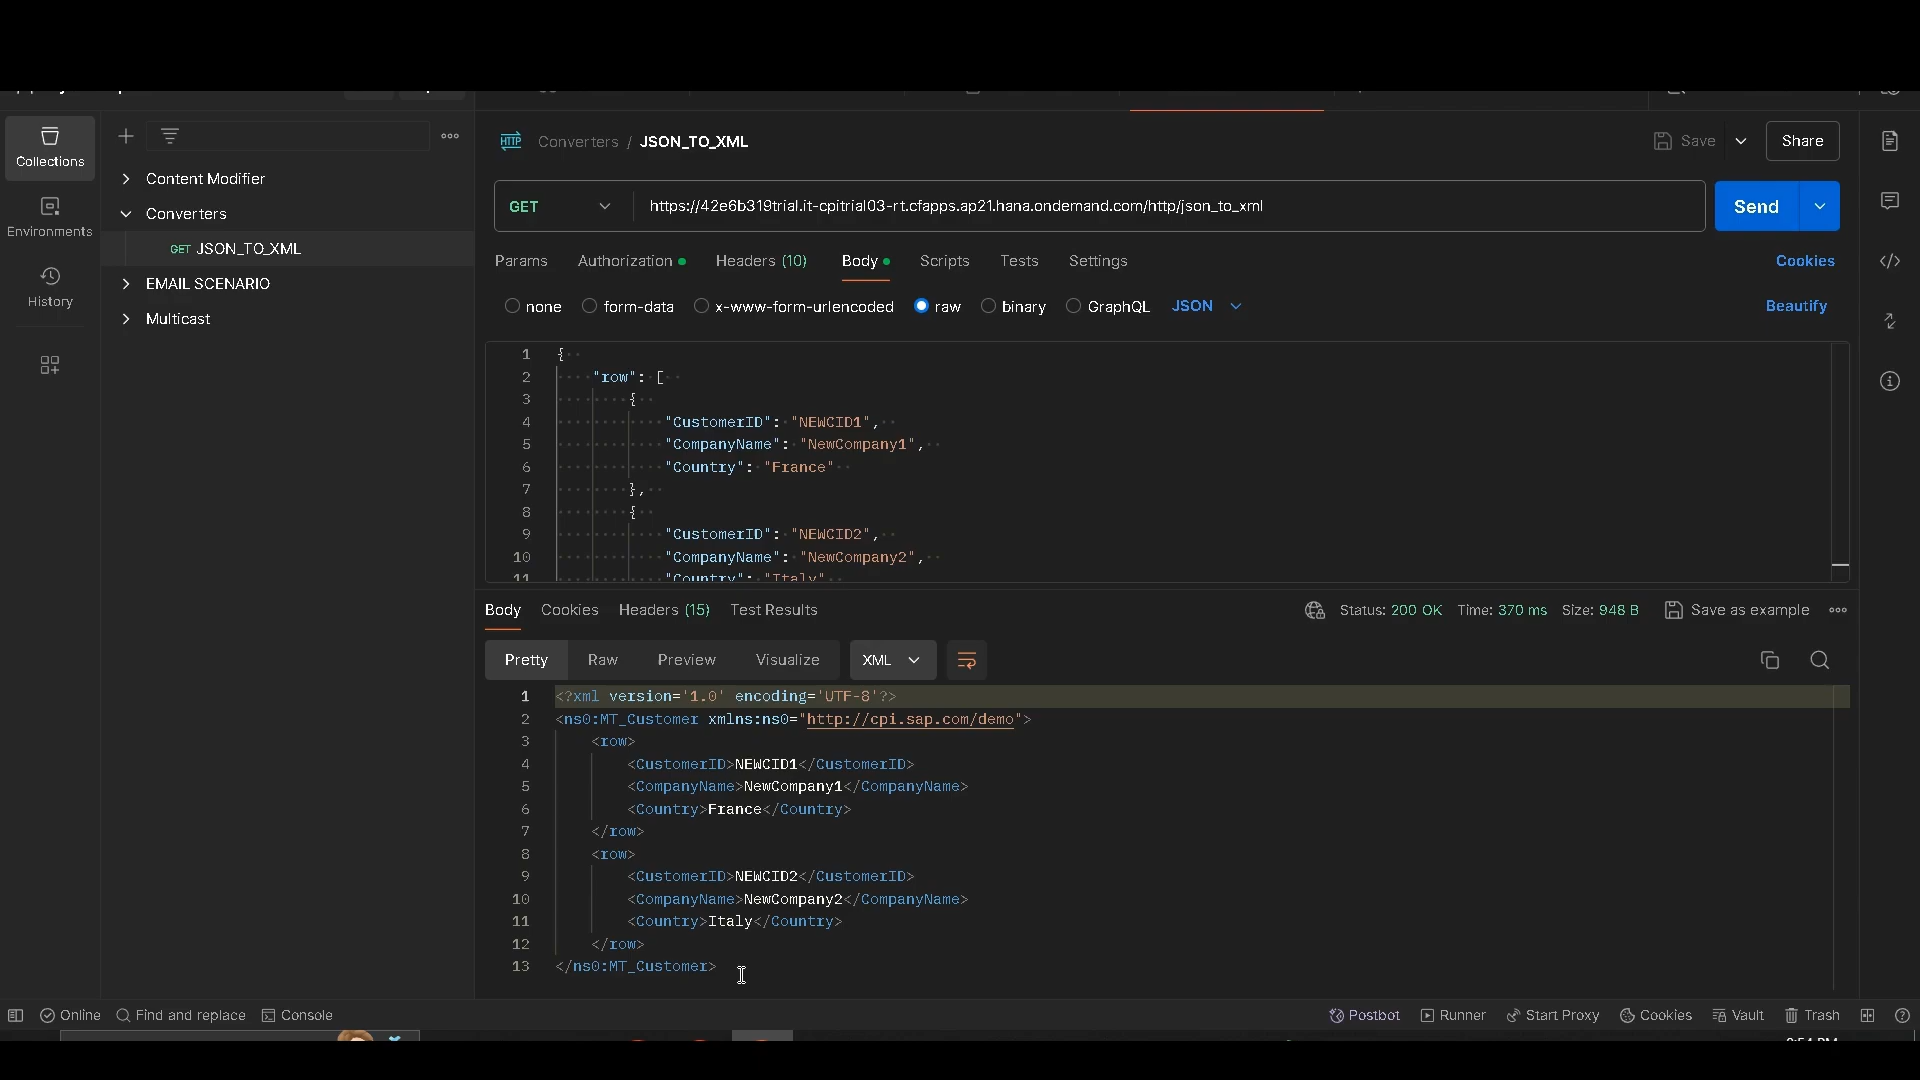 Collections
Environments
History
Content Modifier
Converters
GET JSON_TO_XML
EMAIL SCENARIO
Multicast
HTTP Converters / JSON_TO_XML
Save
Share
GET
https://42e6b319trial.it-cpitrial03-rt.cfapps.ap21.hana.ondemand.com/http/json_to_xml
Send
Params Authorization Headers (10) Body Scripts Tests Settings Cookies
none form-data x-www-form-urlencoded raw binary GraphQL JSON Beautify
1 {
2 "row": [
3 {
4 "CustomerID": "NEWCID1",
5 "CompanyName": "NewCompany1",
6 "Country": "France"
7 },
8 {
9 "CustomerID": "NEWCID2",
10 "CompanyName": "NewCompany2",
11 "Country": "Italy"
Body Cookies Headers (15) Test Results Status: 200 OK Time: 370 ms Size: 948 B Save as example
Pretty Raw Preview Visualize XML
1 <?xml version='1.0' encoding='UTF-8'?>
2 <ns0:MT_Customer xmlns:ns0="http://cpi.sap.com/demo">
3 <row>
4 <CustomerID>NEWCID1</CustomerID>
5 <CompanyName>NewCompany1</CompanyName>
6 <Country>France</Country>
7 </row>
8 <row>
9 <CustomerID>NEWCID2</CustomerID>
10 <CompanyName>NewCompany2</CompanyName>
11 <Country>Italy</Country>
12 </row>
13 </ns0:MT_Customer>
Online Find and replace Console Postbot Runner Start Proxy Cookies Vault Trash